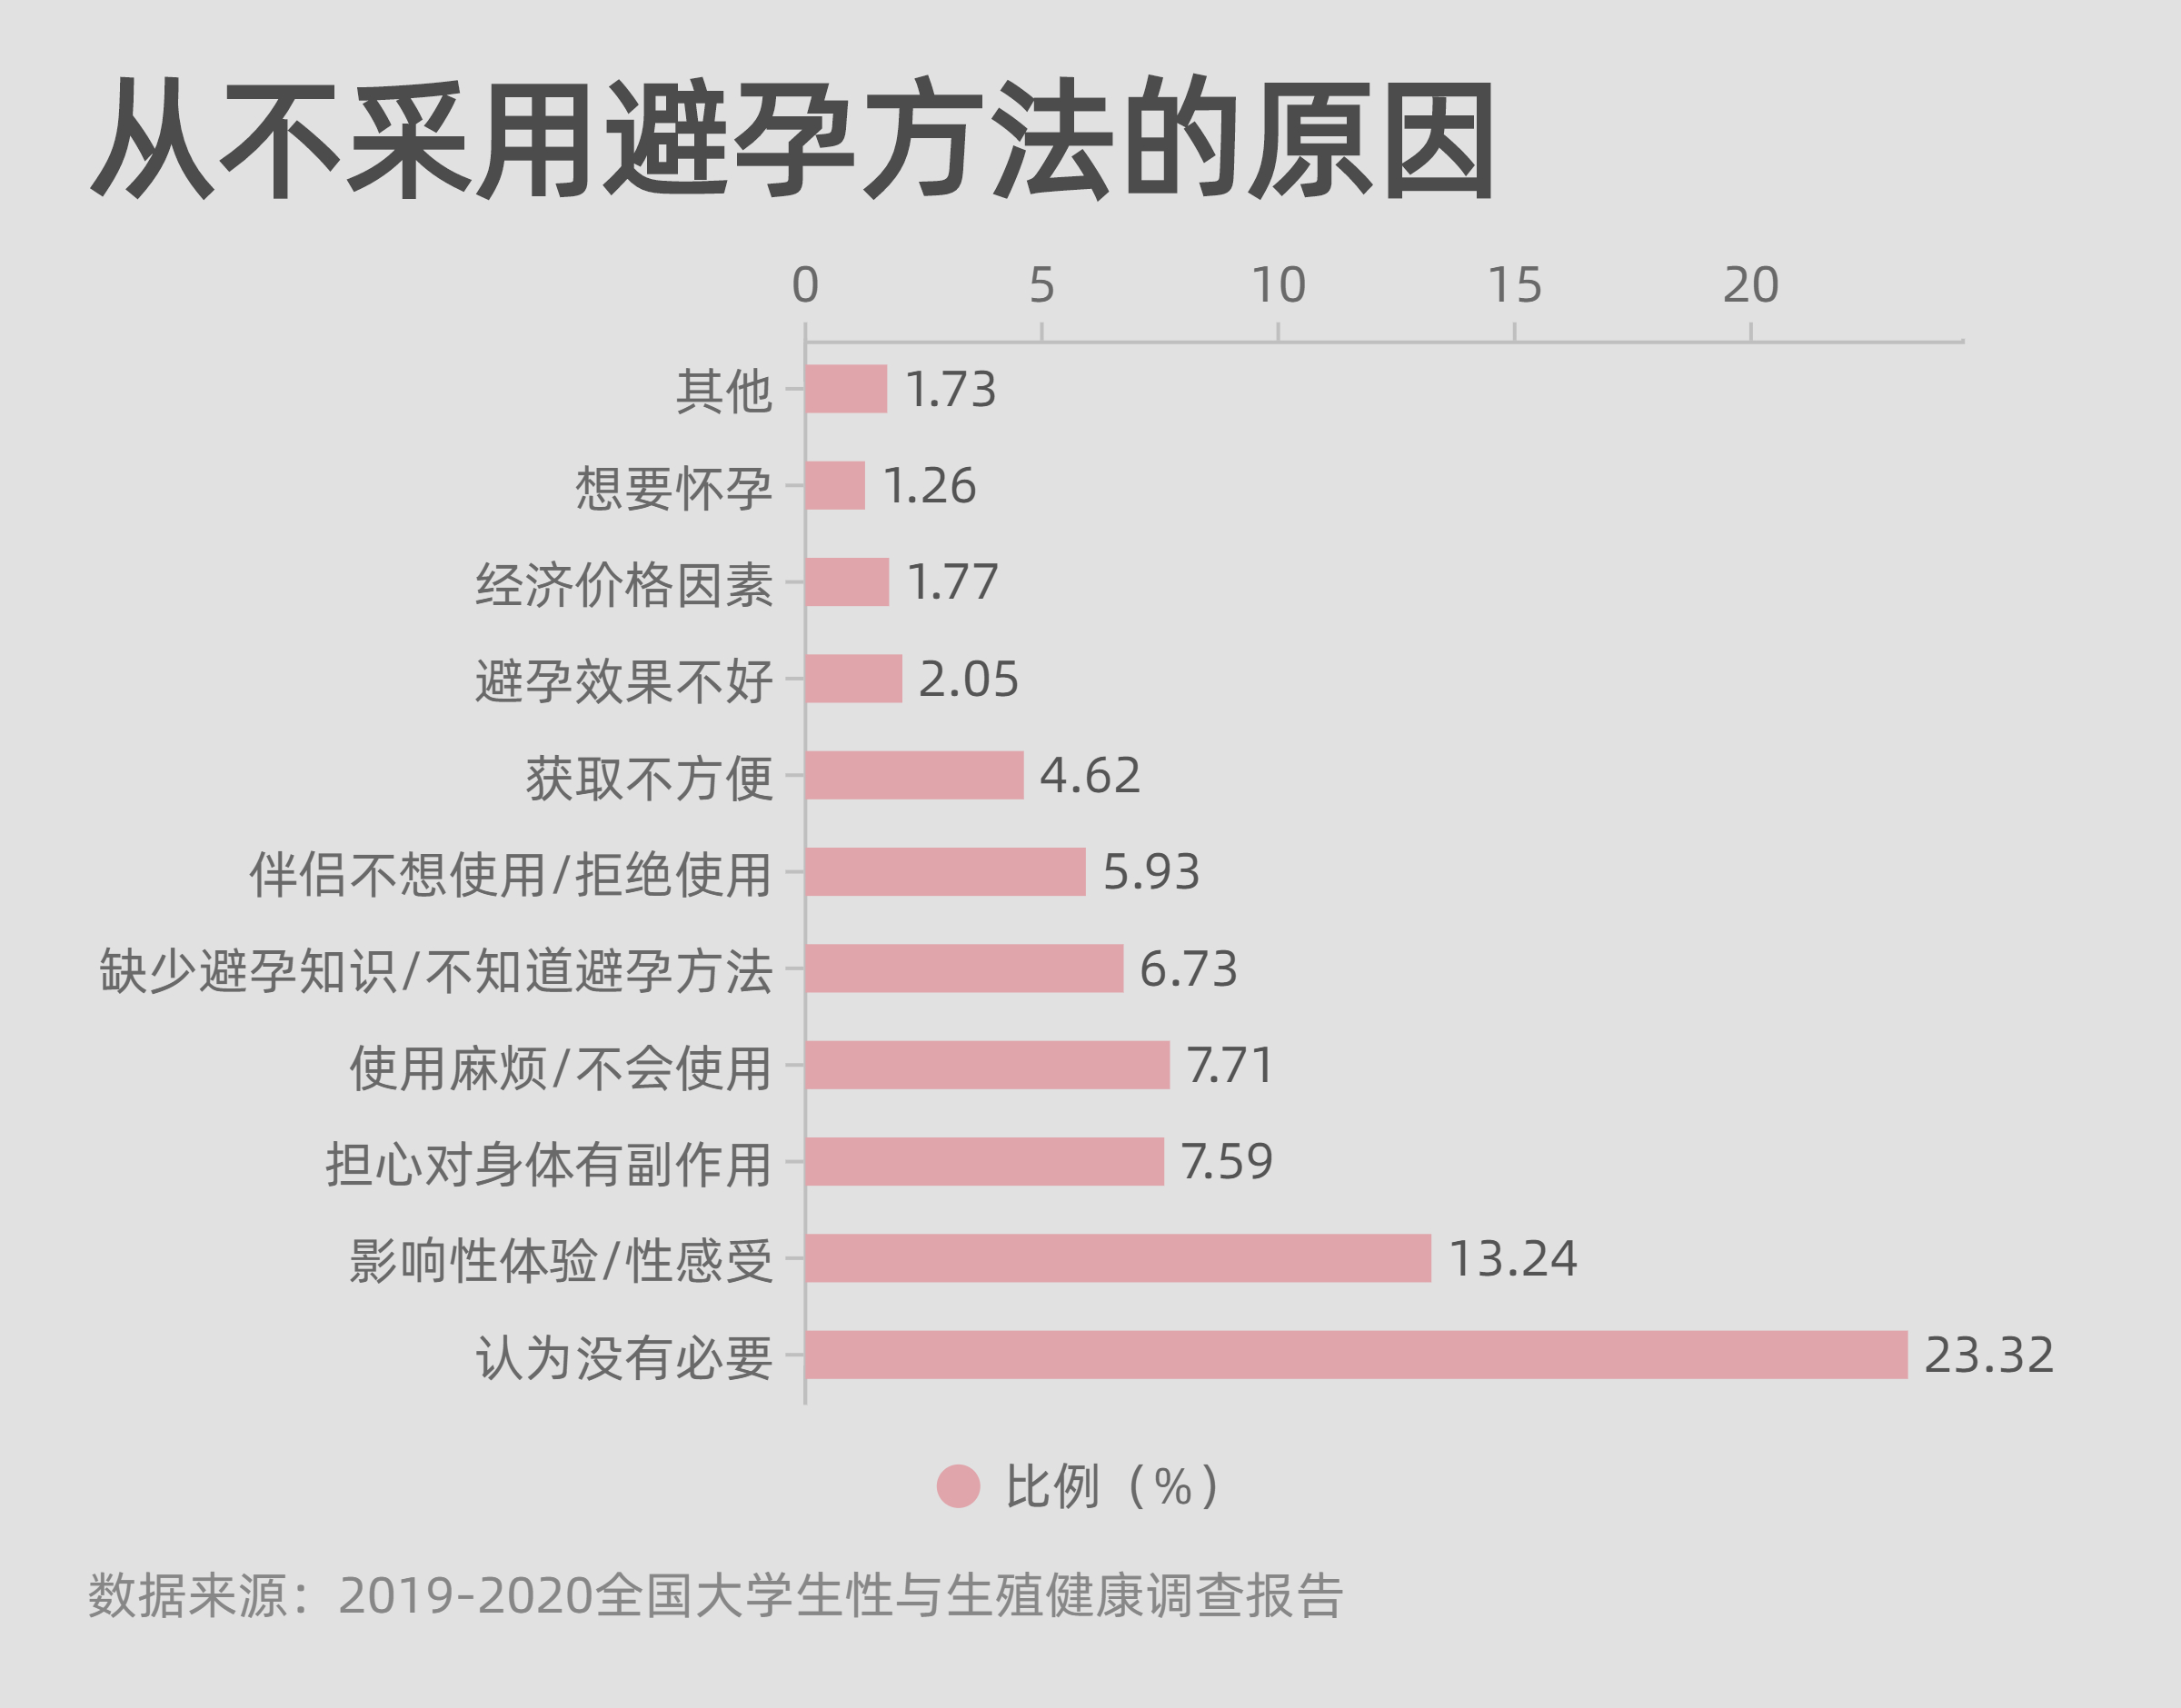 从不采用避孕方法的原因
0 5 10 15 20
其他 1.73
想要怀孕 1.26
经济价格因素 1.77
避孕效果不好 2.05
获取不方便 4.62
伴侣不想使用/拒绝使用 5.93
缺少避孕知识/不知道避孕方法 6.73
使用麻烦/不会使用 7.71
担心对身体有副作用 7.59
影响性体验/性感受 13.24
认为没有必要 23.32
比例（%）
数据来源：2019-2020全国大学生性与生殖健康调查报告